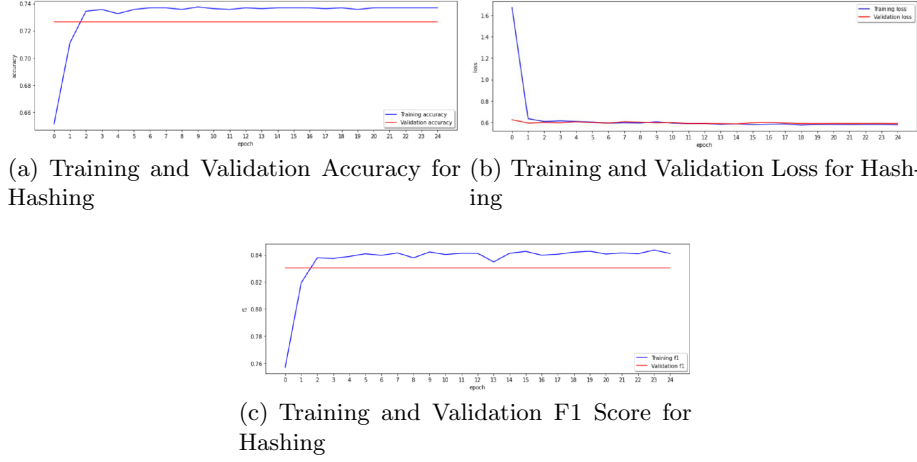 0.74
0.72
0.70
0.68
0.66
accuracy
0 1 2 3 4 5 6 7 8 9 10 11 12 13 14 15 16 17 18 19 20 21 22 23 24
epoch
Training accuracy
Validation accuracy
(a) Training and Validation Accuracy for
Hashing
1.6
1.4
1.2
1.0
0.8
0.6
loss
0 1 2 3 4 5 6 7 8 9 10 11 12 13 14 15 16 17 18 19 20 21 22 23 24
epoch
Training loss
Validation loss
(b) Training and Validation Loss for Hash-
ing
0.84
0.82
0.80
0.78
0.76
f1
0 1 2 3 4 5 6 7 8 9 10 11 12 13 14 15 16 17 18 19 20 21 22 23 24
epoch
Training f1
Validation f1
(c) Training and Validation F1 Score for
Hashing